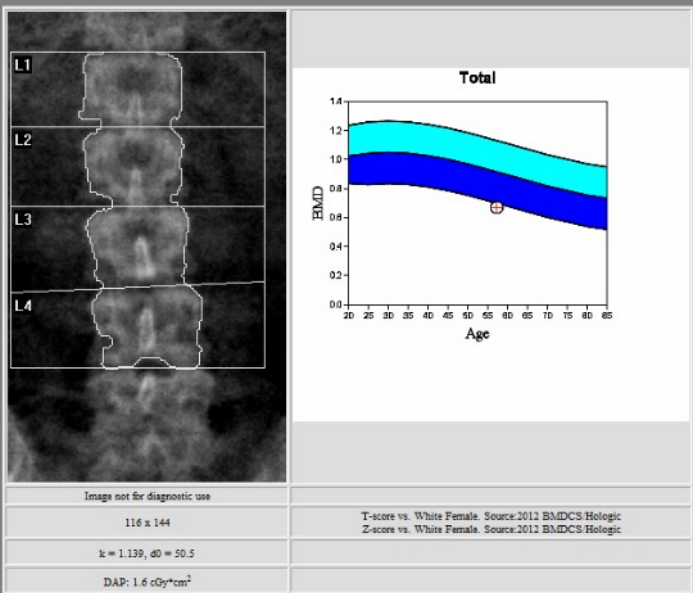 L1
L2
L3
L4
Total
1.4
1.2
1.0
0.8
0.6
0.4
0.2
0.0
BMD
20 25 30 35 40 45 50 55 60 65 70 75 80 85
Age
Image not for diagnostic use
116 x 144
T-score vs. White Female. Source:2012 BMDCS/Hologic
Z-score vs. White Female. Source:2012 BMDCS/Hologic
k = 1.139, d0 = 50.5
DAP: 1.6 cGy*cm²